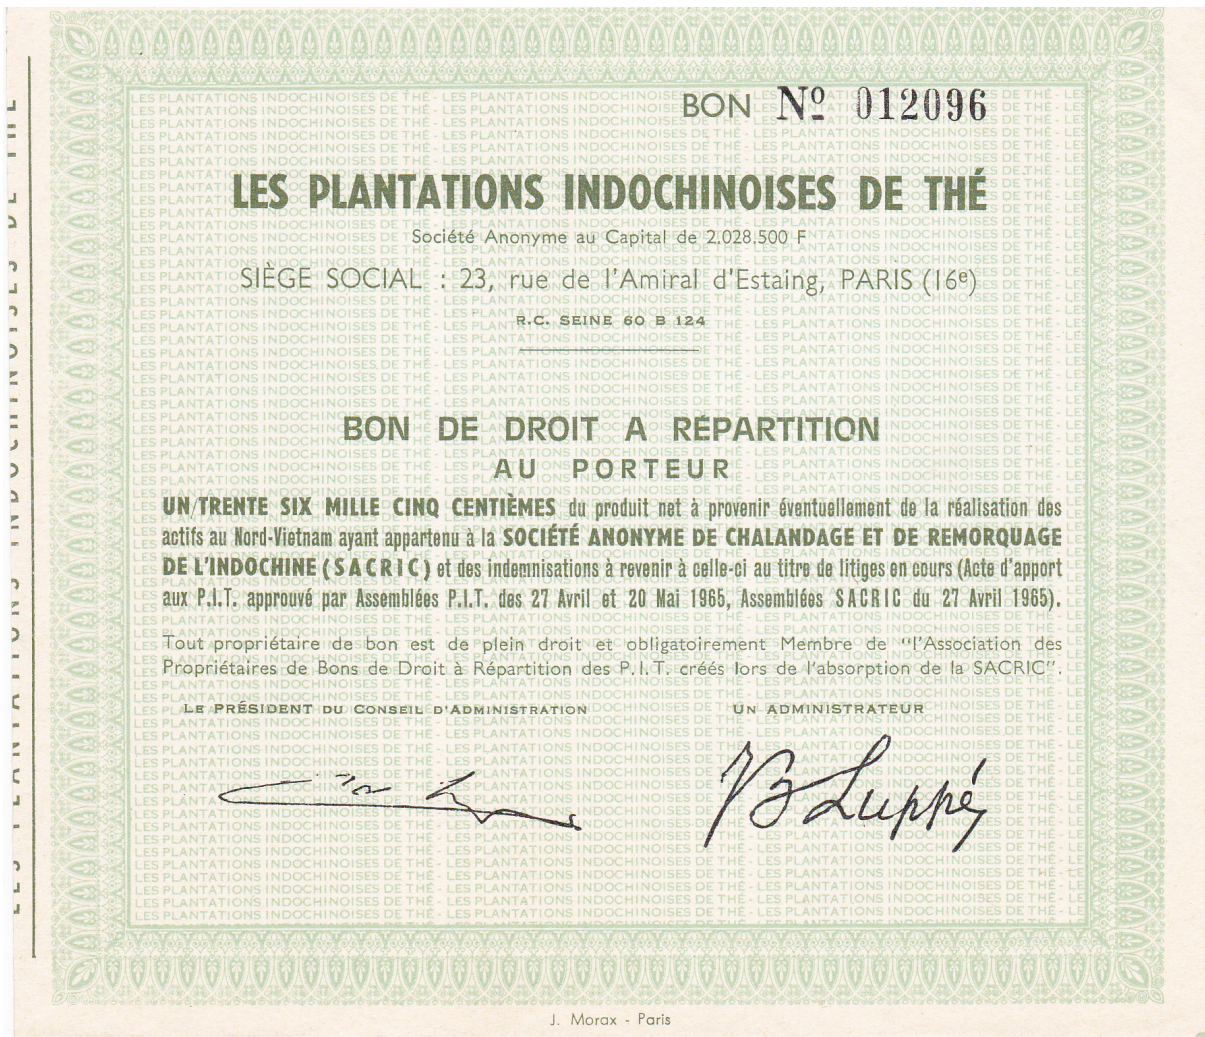 BON Nº 012096
LES PLANTATIONS INDOCHINOISES DE THÉ
Société Anonyme au Capital de 2.028.500 F
SIÈGE SOCIAL : 23, rue de l'Amiral d'Estaing, PARIS (16e)
R.C. SEINE 60 B 124
BON DE DROIT A RÉPARTITION
AU PORTEUR
UN/TRENTE SIX MILLE CINQ CENTIÈMES du produit net à provenir éventuellement de la réalisation des
actifs au Nord-Vietnam ayant appartenu à la SOCIÉTÉ ANONYME DE CHALANDAGE ET DE REMORQUAGE
DE L'INDOCHINE (SACRIC) et des indemnisations à revenir à celle-ci au titre de litiges en cours (Acte d'apport
aux P.I.T. approuvé par Assemblées P.I.T. des 27 Avril et 20 Mai 1965, Assemblées SACRIC du 27 Avril 1965).
Tout propriétaire de bon est de plein droit et obligatoirement Membre de "l'Association des
Propriétaires de Bons de Droit à Répartition des P.I.T. créés lors de l'absorption de la SACRIC".
LE PRÉSIDENT DU CONSEIL D'ADMINISTRATION UN ADMINISTRATEUR
Luppé
J. Morax - Paris